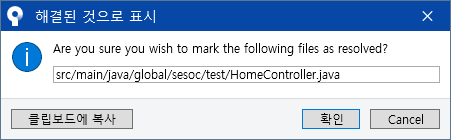 해결된 것으로 표시
Are you sure you wish to mark the following files as resolved?
src/main/java/global/sesoc/test/HomeController.java
클립보드에 복사
확인
Cancel